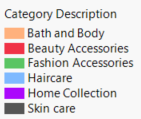 Category Description
Bath and Body
Beauty Accessories
Fashion Accessories
Haircare
Home Collection
Skin care